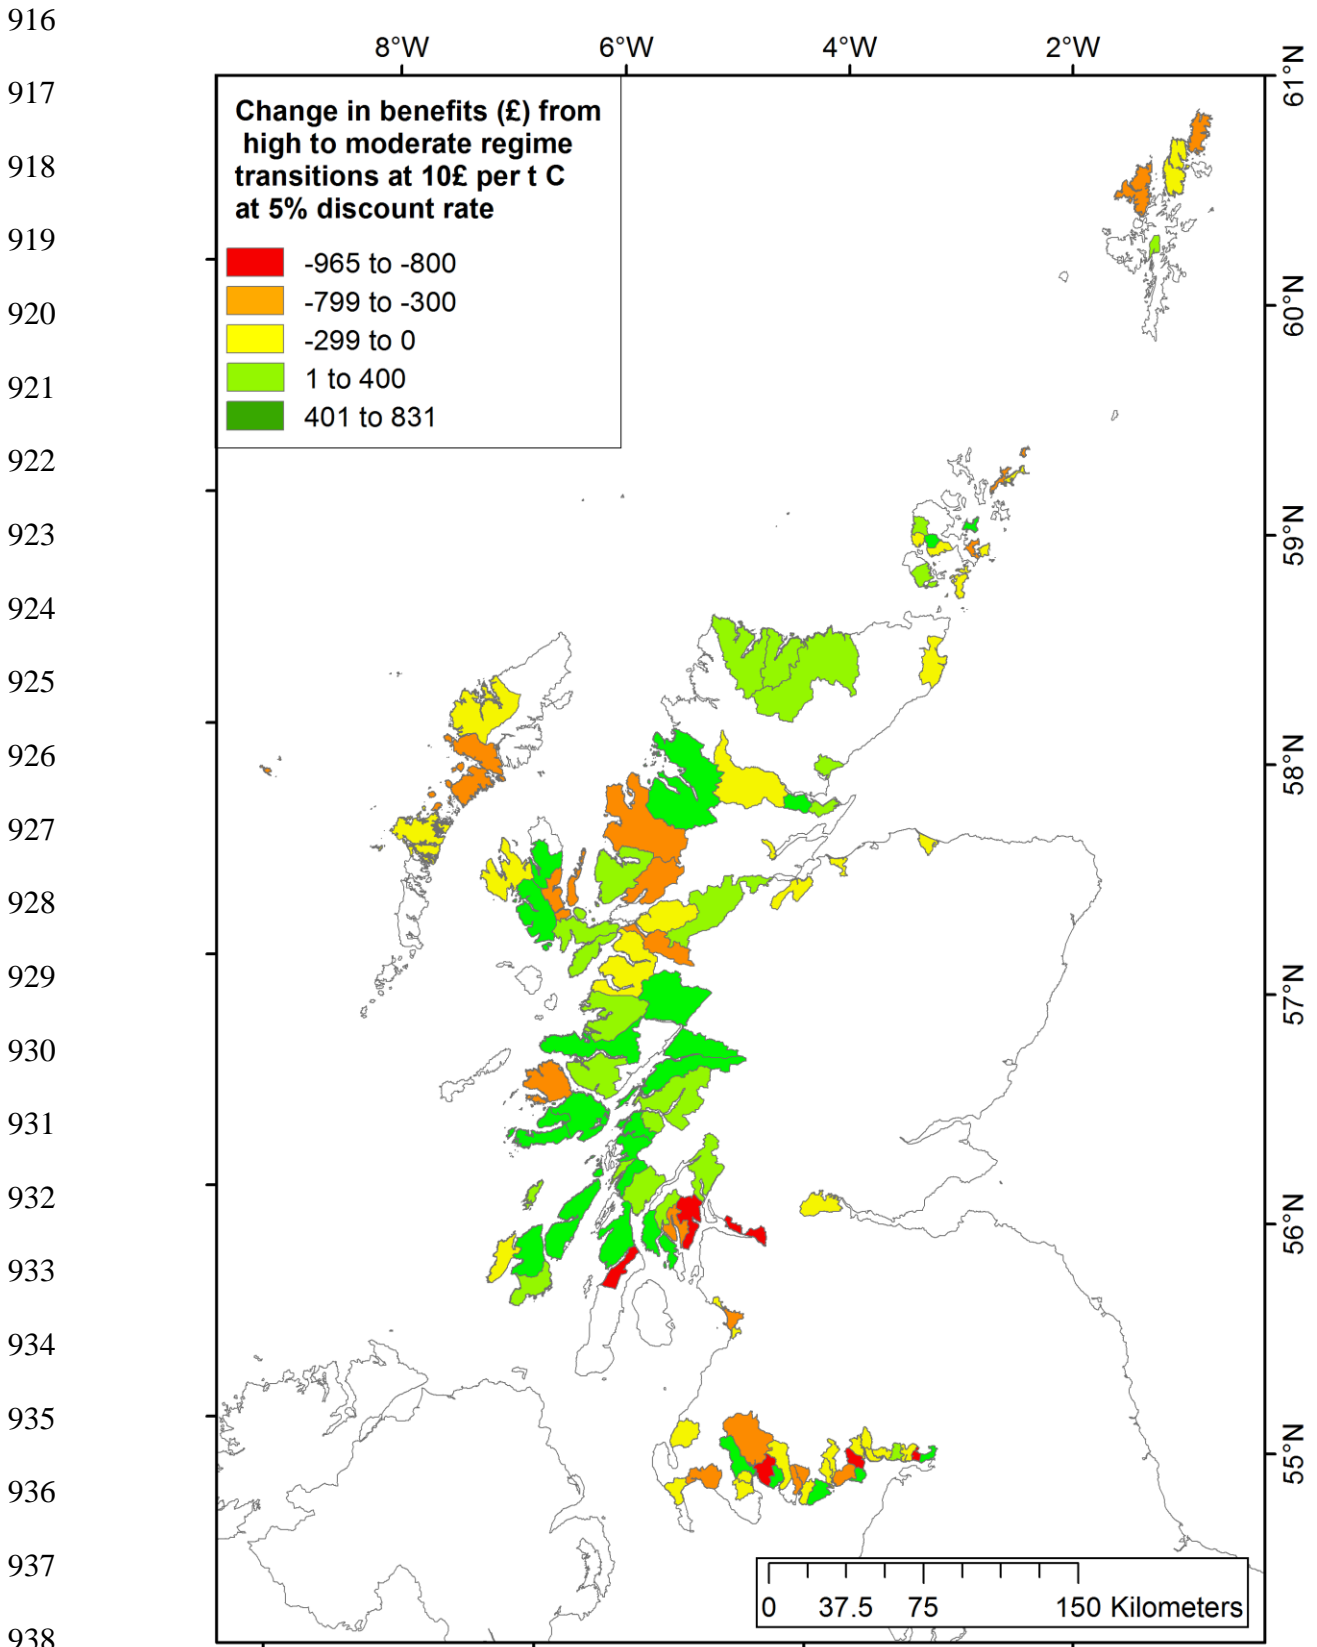 916
8°W 6°W 4°W 2°W
61°N
917
Change in benefits (£) from
high to moderate regime
918
transitions at 10£ per t C
at 5% discount rate
919
-965 to -800
920
-799 to -300
60°N
-299 to 0
921
1 to 400
401 to 831
922
923
59°N
924
925
926
58°N
927
928
929
57°N
930
931
932
56°N
933
934
935
55°N
936
937
0 37.5 75 150 Kilometers
938